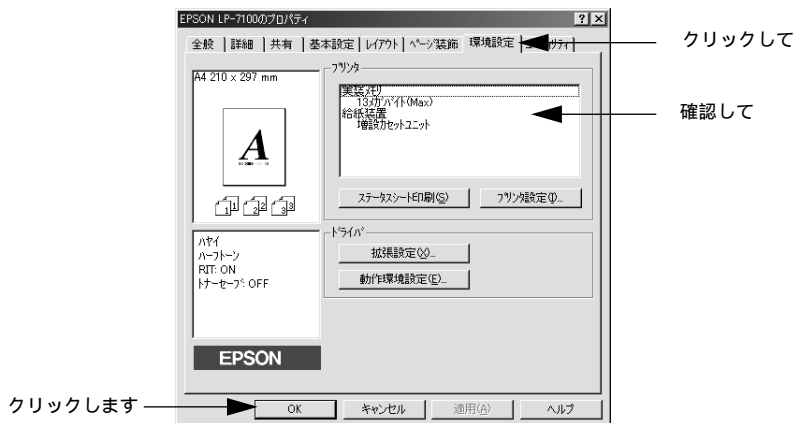 EPSON LP-7100のプロパティ
全般 詳細 共有 基本設定 レイアウト ページ装飾 環境設定
クリックして
A4 210 x 297 mm
A
1 1 2 2 3 3
プリンタ
実装メモリ
13メガバイト(Max)
給紙装置
増設カセットユニット
確認して
ステータスシート印刷(S) プリンタ設定(I)...
ハヤイ
ハーフトーン
RIT: ON
トナーセーブ: OFF
ドライバ
拡張設定(X)...
動作環境設定(E)...
EPSON
クリックします
OK キャンセル 適用(A) ヘルプ